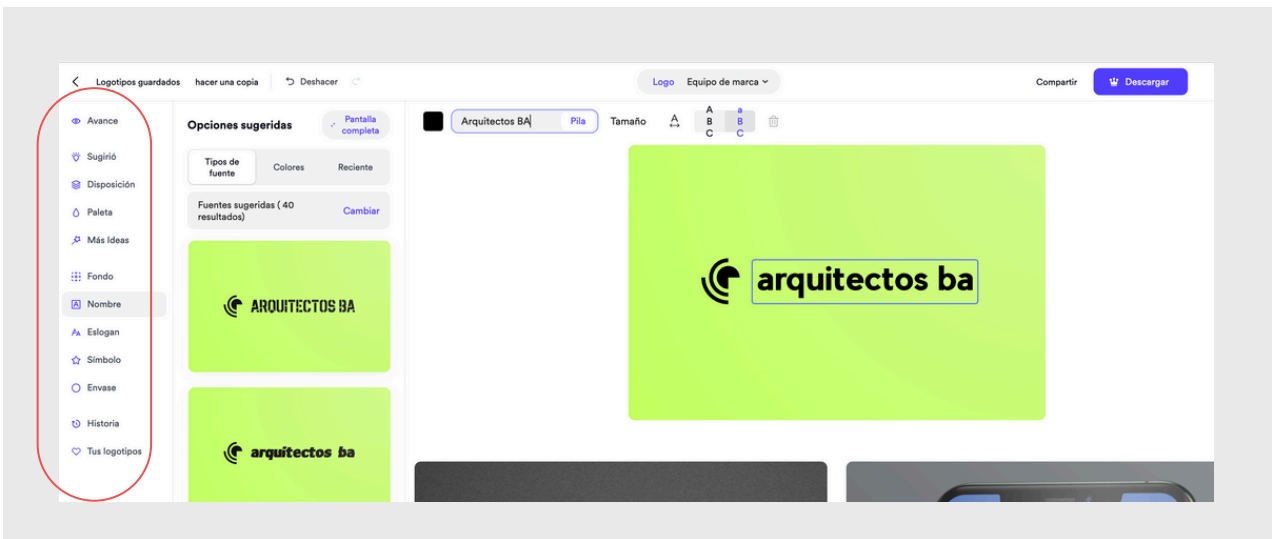 Logotipos guardados
hacer una copia
Deshacer
Logo
Equipo de marca
Compartir
Descargar
Avance
Sugirió
Disposición
Paleta
Más Ideas
Fondo
Nombre
Eslogan
Símbolo
Envase
Historia
Tus logotipos
Opciones sugeridas
Pantalla
completa
Tipos de
fuente
Colores
Reciente
Fuentes sugeridas ( 40
resultados)
Cambiar
ARQUITECTOS BA
arquitectos ba
Arquitectos BA
Pila
Tamaño
A
A
B
C
a
B
C
arquitectos ba